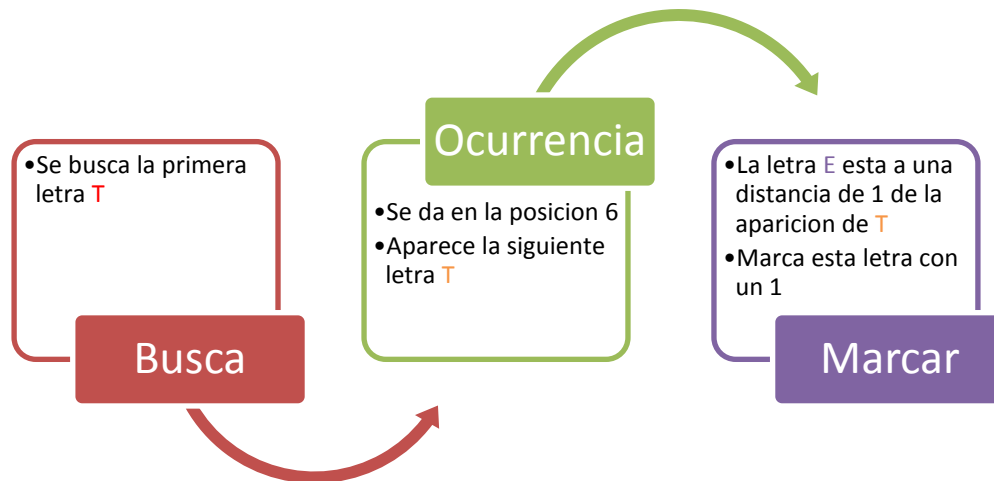 •Se busca la primera
letra T
Busca
Ocurrencia
•Se da en la posicion 6
•Aparece la siguiente
letra T
•La letra E esta a una
distancia de 1 de la
aparicion de T
•Marca esta letra con
un 1
Marcar